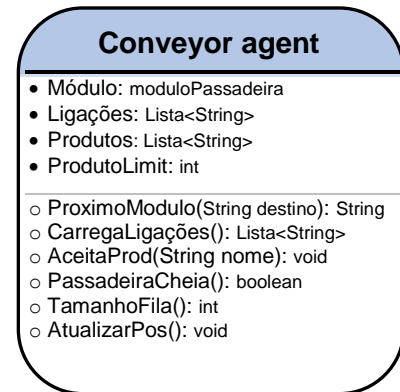 Conveyor agent
• Módulo: moduloPassadeira
• Ligações: Lista<String>
• Produtos: Lista<String>
• ProdutoLimit: int
○ ProximoModulo(String destino): String
○ CarregaLigações(): Lista<String>
○ AceitaProd(String nome): void
○ PassadeiraCheia(): boolean
○ TamanhoFila(): int
○ AtualizarPos(): void